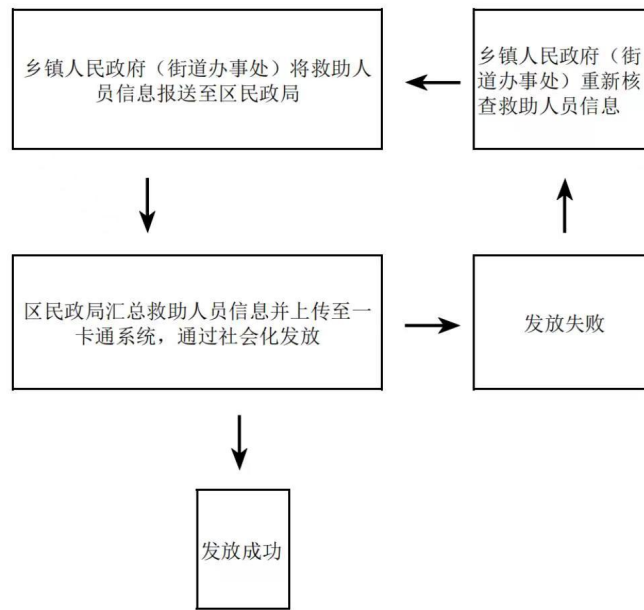 乡镇人民政府（街道办事处）将救助人
员信息报送至区民政局
乡镇人民政府（街
道办事处）重新核
查救助人员信息
区民政局汇总救助人员信息并上传至一
卡通系统，通过社会化发放
发放失败
发放成功